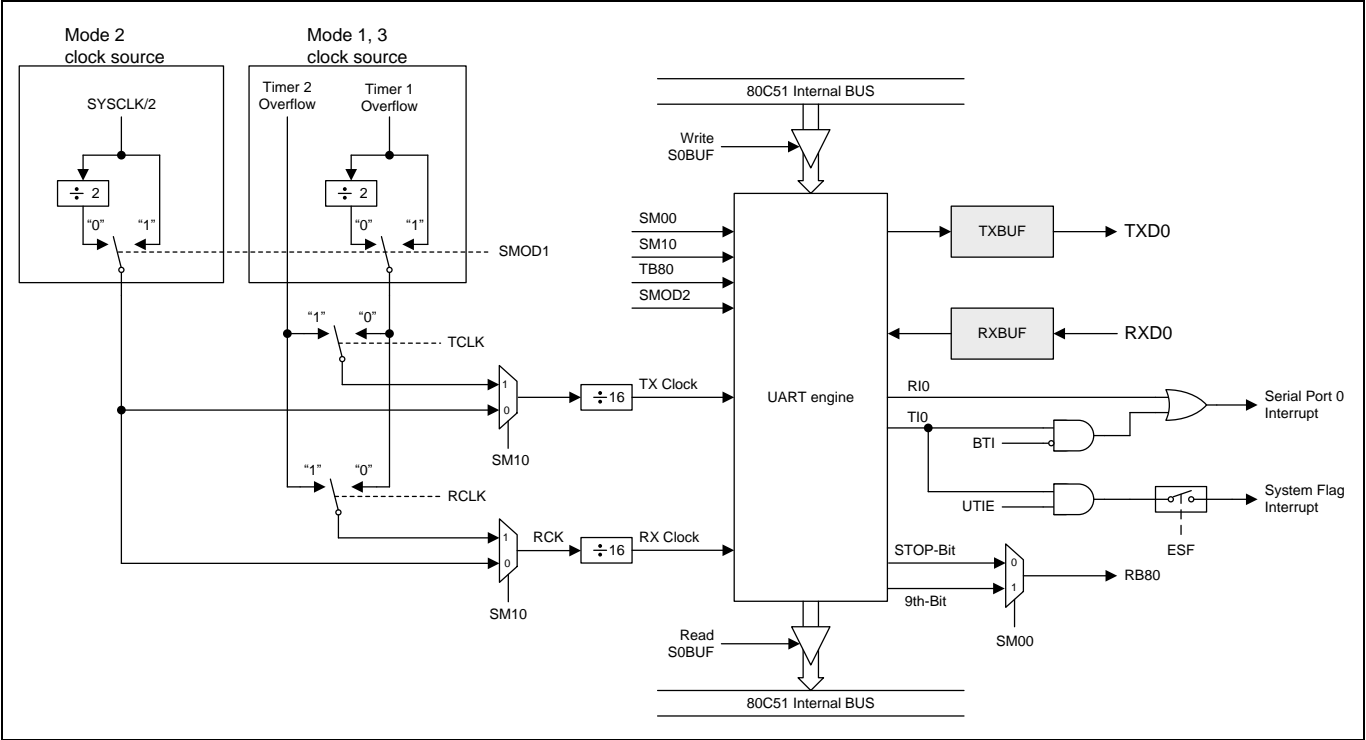 Mode 2
clock source
Mode 1, 3
clock source
SYSCLK/2
Timer 2
Overflow
Timer 1
Overflow
÷ 2
÷ 2
“0”
“1”
“0”
“1”
SMOD1
“1”
“0”
TCLK
1
0
SM10
÷ 16
TX Clock
“1”
“0”
RCLK
1
0
SM10
RCK
÷ 16
RX Clock
80C51 Internal BUS
Write
S0BUF
SM00
SM10
TB80
SMOD2
UART engine
TXBUF
TXD0
RXBUF
RXD0
RI0
TI0
BTI
Serial Port 0
Interrupt
UTIE
ESF
System Flag
Interrupt
STOP-Bit
9th-Bit
0
1
SM00
RB80
Read
S0BUF
80C51 Internal BUS